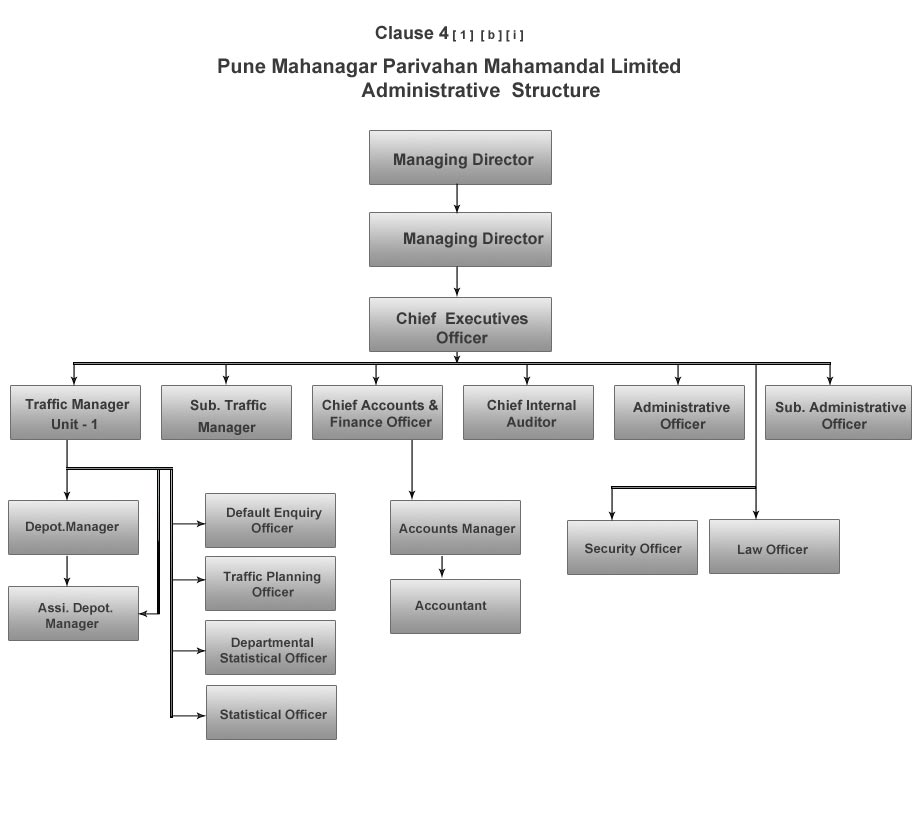 Clause 4 [ 1 ] [ b ] [ i ]
Pune Mahanagar Parivahan Mahamandal Limited
Administrative Structure
Managing Director
Managing Director
Chief Executives
Officer
Traffic Manager
Unit - 1
Sub. Traffic
Manager
Chief Accounts &
Finance Officer
Chief Internal
Auditor
Administrative
Officer
Sub. Administrative
Officer
Depot.Manager
Assi. Depot.
Manager
Default Enquiry
Officer
Traffic Planning
Officer
Departmental
Statistical Officer
Statistical Officer
Accounts Manager
Accountant
Security Officer
Law Officer